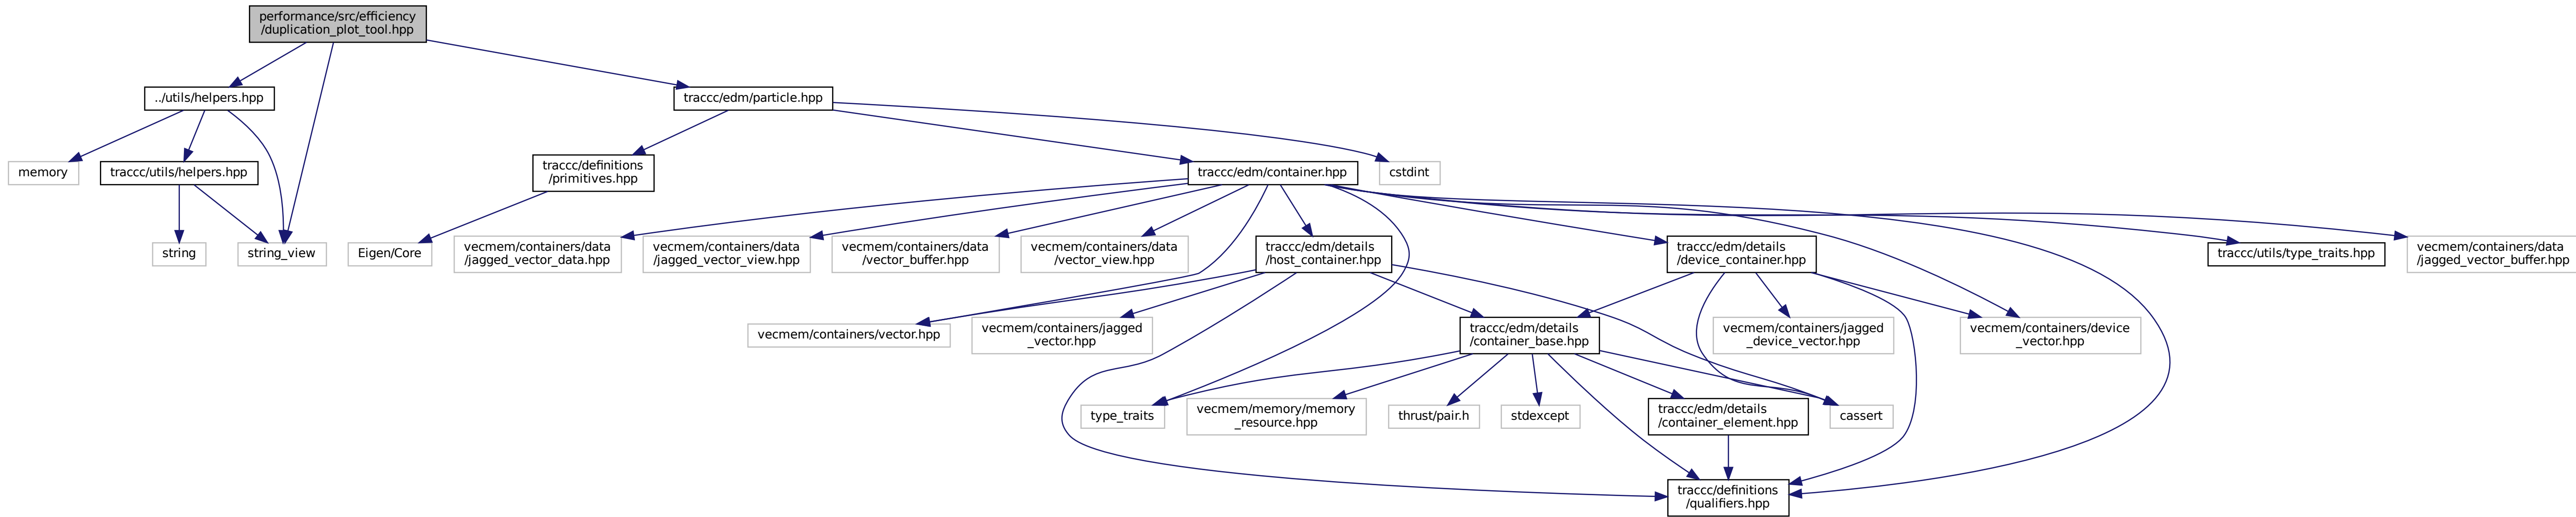 performance/src/efficiency
/duplication_plot_tool.hpp
../utils/helpers.hpp
traccc/edm/particle.hpp
memory
traccc/utils/helpers.hpp
traccc/definitions
/primitives.hpp
traccc/edm/container.hpp
cstdint
string
string_view
Eigen/Core
vecmem/containers/data
/jagged_vector_data.hpp
vecmem/containers/data
/jagged_vector_view.hpp
vecmem/containers/data
/vector_buffer.hpp
vecmem/containers/data
/vector_view.hpp
traccc/edm/details
/host_container.hpp
traccc/edm/details
/device_container.hpp
traccc/utils/type_traits.hpp
vecmem/containers/data
/jagged_vector_buffer.hpp
vecmem/containers/vector.hpp
vecmem/containers/jagged
_vector.hpp
traccc/edm/details
/container_base.hpp
vecmem/containers/jagged
_device_vector.hpp
vecmem/containers/device
_vector.hpp
type_traits
vecmem/memory/memory
_resource.hpp
thrust/pair.h
stdexcept
traccc/edm/details
/container_element.hpp
cassert
traccc/definitions
/qualifiers.hpp